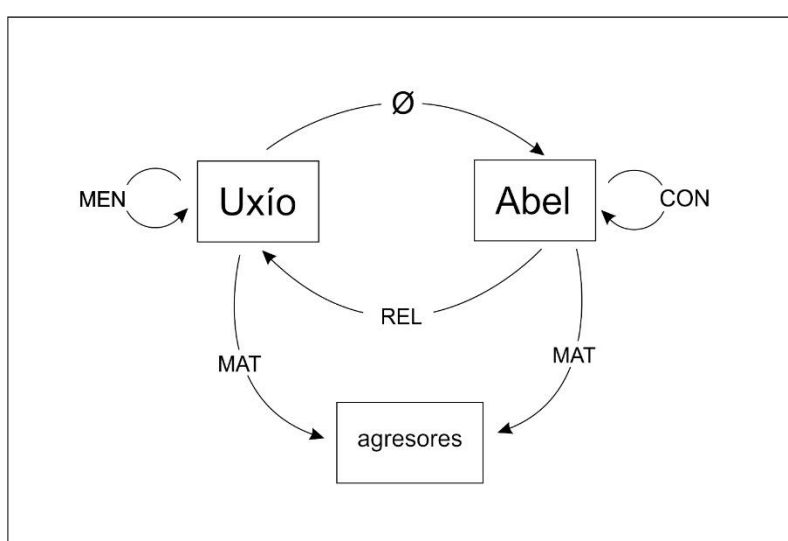 Ø
MEN
Uxío
Abel
CON
REL
MAT
MAT
agresores